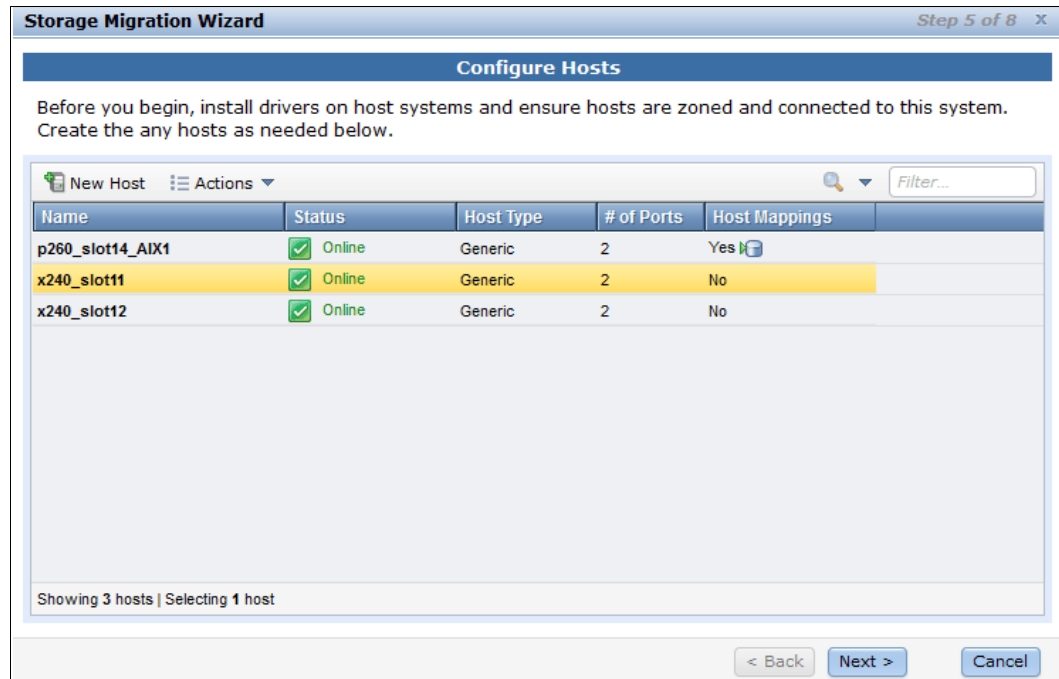 Storage Migration Wizard Step 5 of 8 X
Configure Hosts
Before you begin, install drivers on host systems and ensure hosts are zoned and connected to this system.
Create the any hosts as needed below.
New Host Actions Filter...
Name Status Host Type # of Ports Host Mappings
p260_slot14_AIX1 Online Generic 2 Yes
x240_slot11 Online Generic 2 No
x240_slot12 Online Generic 2 No
Showing 3 hosts | Selecting 1 host
< Back Next > Cancel